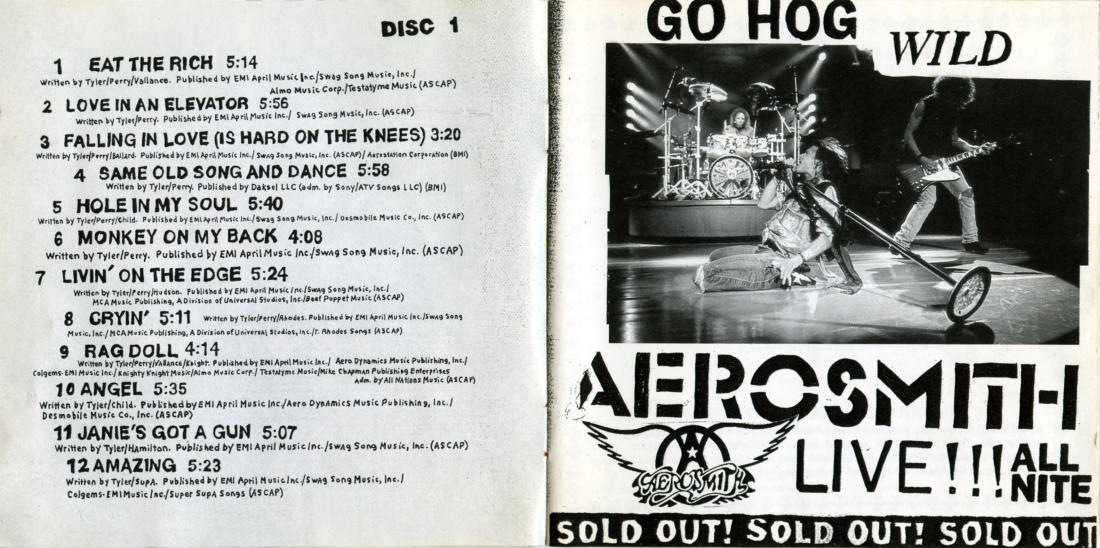 DISC 1
1 EAT THE RICH 5:14
Written by Tyler/Perry/Vallance. Published by EMI April Music Inc./Swag Song Music, Inc./
Almo Music Corp./Testatyme Music (ASCAP)
2 LOVE IN AN ELEVATOR 5:56
Written by Tyler/Perry. Published by EMI April Music Inc./ Swag Song Music, Inc. (ASCAP)
3 FALLING IN LOVE (IS HARD ON THE KNEES) 3:20
Written by Tyler/Perry/Ballard. Published by EMI April Music Inc./ Swag Song Music, Inc. (ASCAP)/ Aerostation Corporation (BMI)
4 SAME OLD SONG AND DANCE 5:58
Written by Tyler/Perry. Published by Daksel LLC (adm. by Sony/ATV Songs LLC) (BMI)
5 HOLE IN MY SOUL 5:40
Written by Tyler/Perry/Child. Published by EMI April Music Inc./Swag Song Music, Inc./ Desmobile Music Co., Inc. (ASCAP)
6 MONKEY ON MY BACK 4:08
Written by Tyler/Perry. Published by EMI April Music Inc./Swag Song Music, Inc. (ASCAP)
7 LIVIN' ON THE EDGE 5:24
Written by Tyler/Perry/Hudson. Published by EMI April Music Inc./Swag Song Music, Inc./
MCA Music Publishing, A Division of Universal Studios, Inc./Beef Puppet Music (ASCAP)
8 CRYIN' 5:11 Written by Tyler/Perry/Rhodes. Published by EMI April Music Inc./Swag Song
Music, Inc./MCA Music Publishing, A Division of Universal Studios, Inc./T. Rhodes Songs (ASCAP)
9 RAG DOLL 4:14
Written by Tyler/Perry/Vallance/Knight. Published by EMI April Music Inc./ Aero Dynamics Music Publishing, Inc./
Colgems-EMI Music Inc./Knighty Knight Music/Almo Music Corp./ Testatyme Music/Mike Chapman Publishing Enterprises
Adm. by All Nations Music (ASCAP)
10 ANGEL 5:35
Written by Tyler/Child. Published by EMI April Music Inc./Aero Dynamics Music Publishing, Inc./
Desmobile Music Co., Inc. (ASCAP)
11 JANIE'S GOT A GUN 5:07
Written by Tyler/Hamilton. Published by EMI April Music Inc./Swag Song Music, Inc. (ASCAP)
12 AMAZING 5:23
Written by Tyler/Supa. Published by EMI April Music Inc./Swag Song Music, Inc./
Colgems-EMI Music Inc./Super Supa Songs (ASCAP)
GO HOG
WILD
AEROSMITH
AEROSMITH
LIVE!!! ALL
NITE
SOLD OUT! SOLD OUT! SOLD OUT